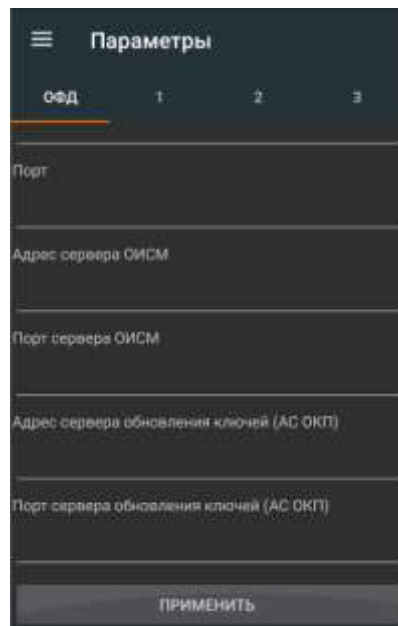 Параметры
ОФД 1 2 3
Порт
Адрес сервера ОИСМ
Порт сервера ОИСМ
Адрес сервера обновления ключей (АС ОКП)
Порт сервера обновления ключей (АС ОКП)
ПРИМЕНИТЬ